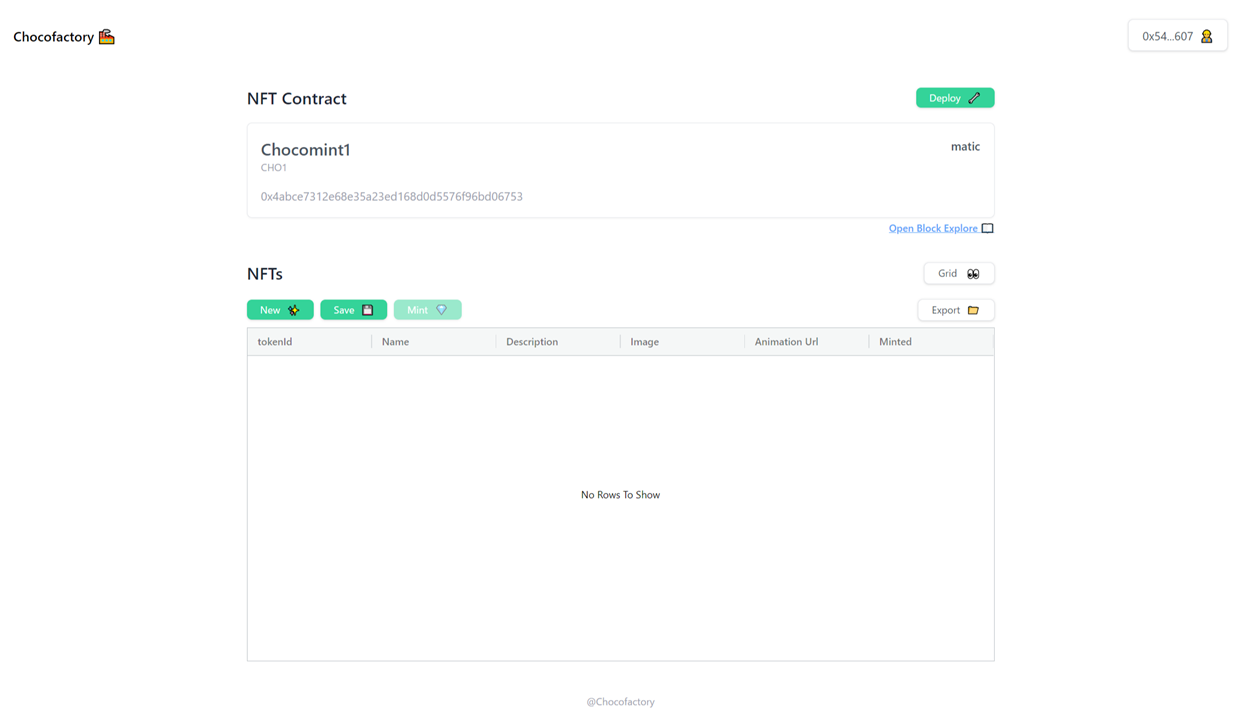 Chocofactory
0x54...607
NFT Contract
Deploy
Chocomint1
matic
CHO1
0x4abce7312e68e35a23ed168d0d5576f96bd06753
Open Block Explore
NFTs
Grid
New Save Mint
Export
tokenId Name Description Image Animation Url Minted
No Rows To Show
@Chocofactory